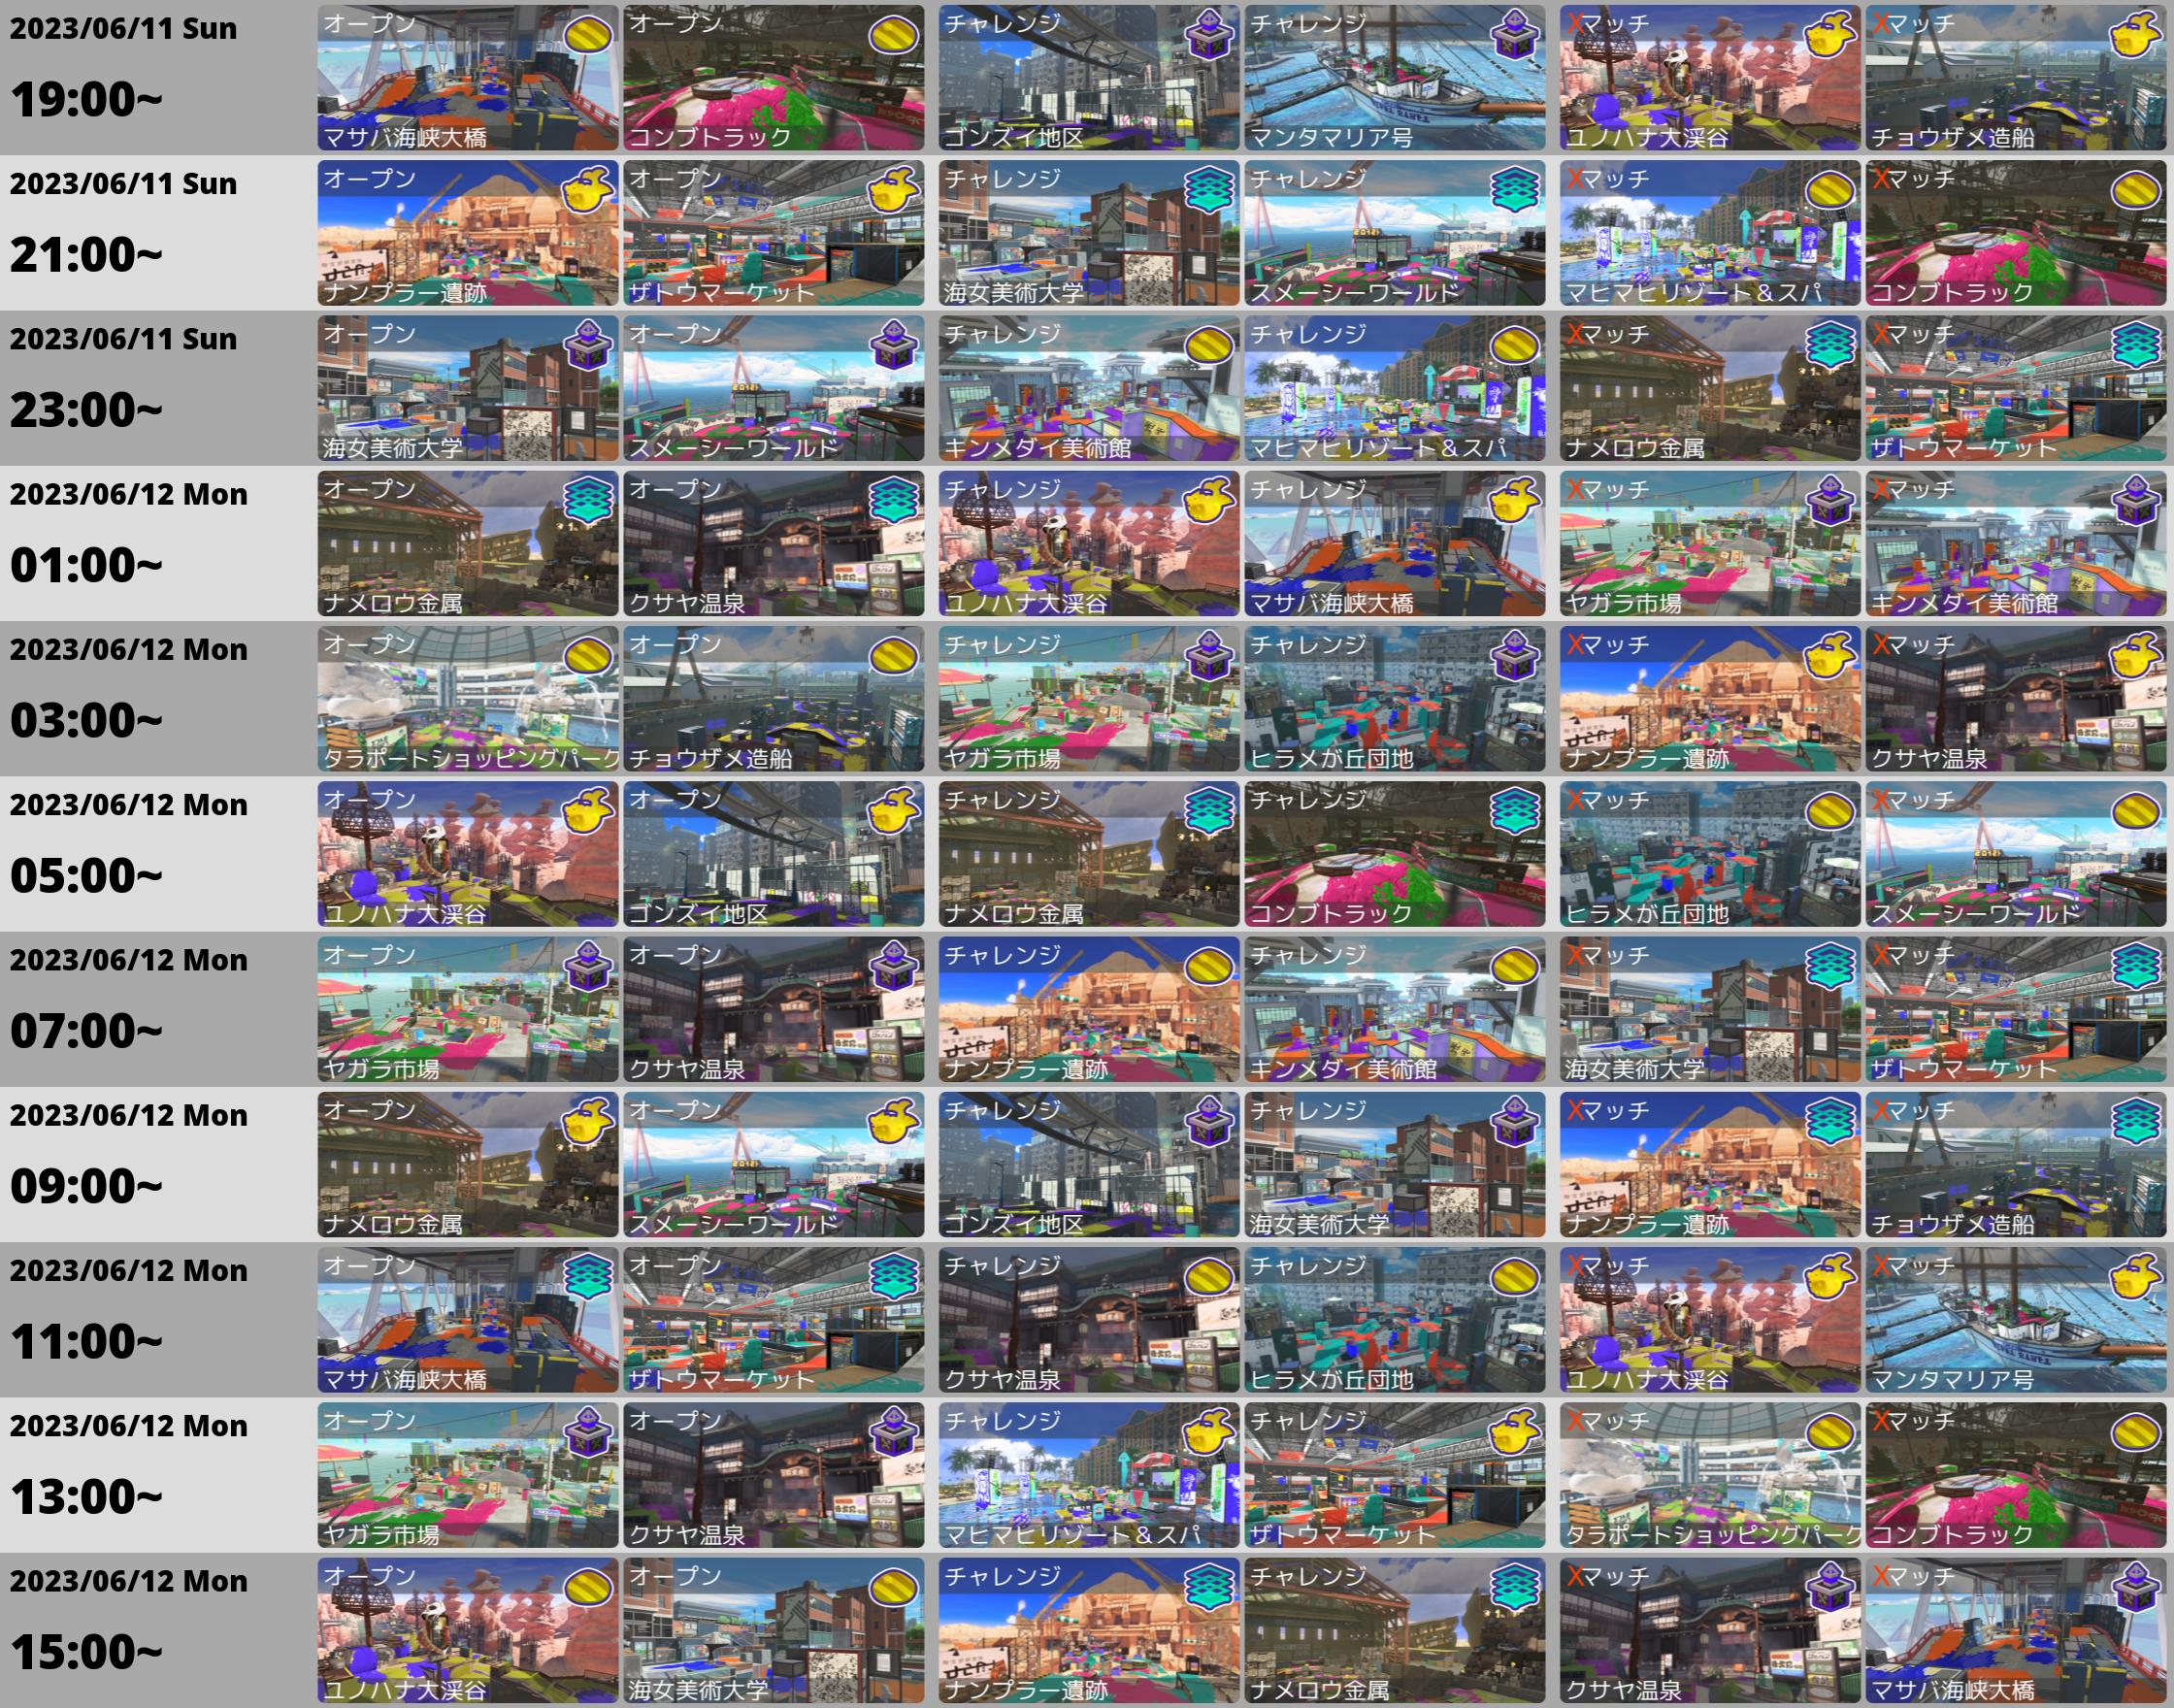 2023/06/11 Sun
19:00~
オープン オープン チャレンジ チャレンジ Xマッチ Xマッチ
マサバ海峡大橋 コンブトラック ゴンズイ地区 マンタマリア号 ユノハナ大渓谷 チョウザメ造船
2023/06/11 Sun
21:00~
オープン オープン チャレンジ チャレンジ Xマッチ Xマッチ
ナンプラー遺跡 ザトウマーケット 海女美術大学 スメーシーワールド マヒマヒリゾート＆スパ コンブトラック
2023/06/11 Sun
23:00~
オープン オープン チャレンジ チャレンジ Xマッチ Xマッチ
海女美術大学 スメーシーワールド キンメダイ美術館 マヒマヒリゾート＆スパ ナメロウ金属 ザトウマーケット
2023/06/12 Mon
01:00~
オープン オープン チャレンジ チャレンジ Xマッチ Xマッチ
ナメロウ金属 クサヤ温泉 ユノハナ大渓谷 マサバ海峡大橋 ヤガラ市場 キンメダイ美術館
2023/06/12 Mon
03:00~
オープン オープン チャレンジ チャレンジ Xマッチ Xマッチ
タラポートショッピングパーク チョウザメ造船 ヤガラ市場 ヒラメが丘団地 ナンプラー遺跡 クサヤ温泉
2023/06/12 Mon
05:00~
オープン オープン チャレンジ チャレンジ Xマッチ Xマッチ
ユノハナ大渓谷 ゴンズイ地区 ナメロウ金属 コンブトラック ヒラメが丘団地 スメーシーワールド
2023/06/12 Mon
07:00~
オープン オープン チャレンジ チャレンジ Xマッチ Xマッチ
ヤガラ市場 クサヤ温泉 ナンプラー遺跡 キンメダイ美術館 海女美術大学 ザトウマーケット
2023/06/12 Mon
09:00~
オープン オープン チャレンジ チャレンジ Xマッチ Xマッチ
ナメロウ金属 スメーシーワールド ゴンズイ地区 海女美術大学 ナンプラー遺跡 チョウザメ造船
2023/06/12 Mon
11:00~
オープン オープン チャレンジ チャレンジ Xマッチ Xマッチ
マサバ海峡大橋 ザトウマーケット クサヤ温泉 ヒラメが丘団地 ユノハナ大渓谷 マンタマリア号
2023/06/12 Mon
13:00~
オープン オープン チャレンジ チャレンジ Xマッチ Xマッチ
ヤガラ市場 クサヤ温泉 マヒマヒリゾート＆スパ ザトウマーケット タラポートショッピングパーク コンブトラック
2023/06/12 Mon
15:00~
オープン オープン チャレンジ チャレンジ Xマッチ Xマッチ
ユノハナ大渓谷 海女美術大学 ナンプラー遺跡 ナメロウ金属 クサヤ温泉 マサバ海峡大橋